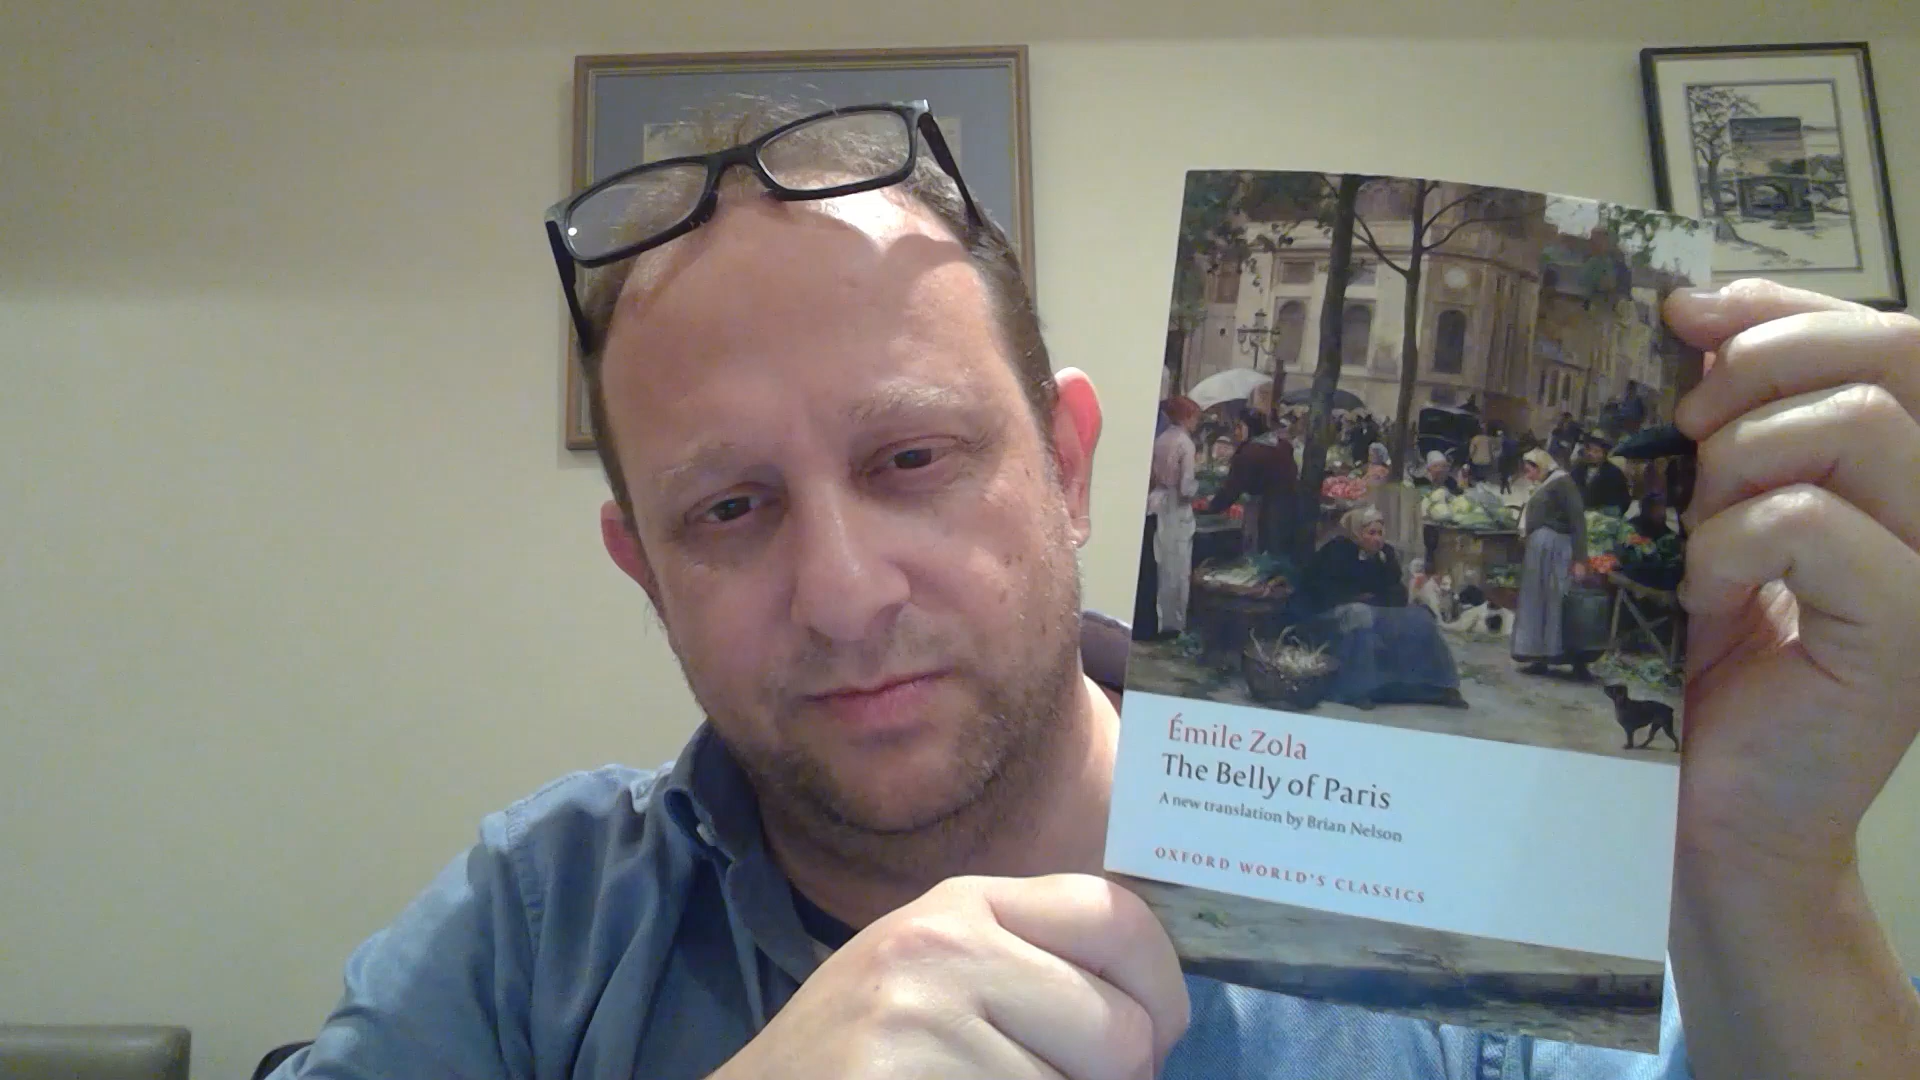 Émile Zola
The Belly of Paris
A new translation by Brian Nelson
OXFORD WORLD'S CLASSICS